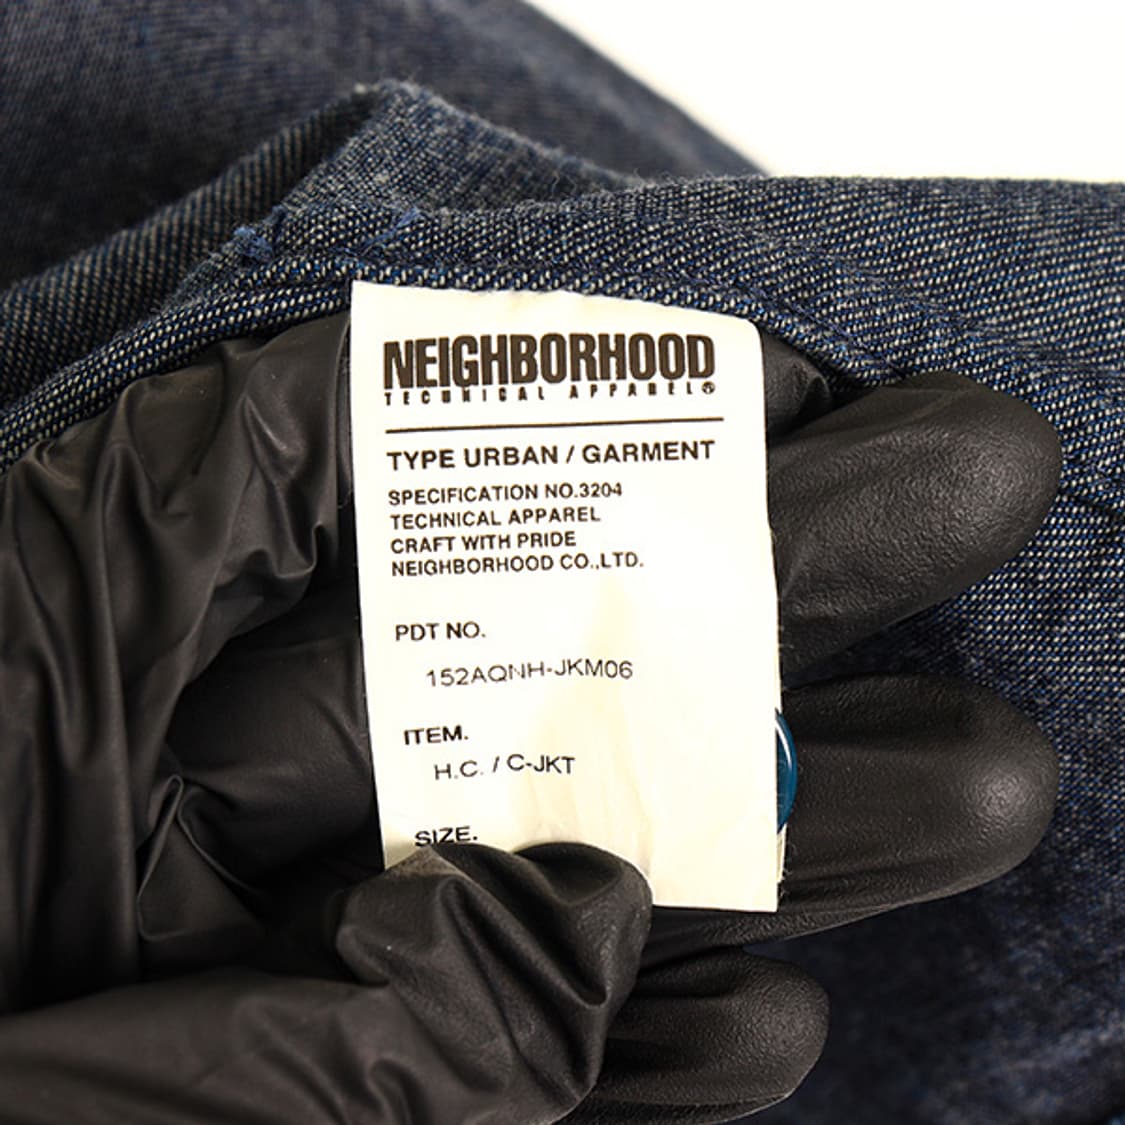 NEIGHBORHOOD
TECHNICAL APPAREL
TYPE URBAN / GARMENT
SPECIFICATION NO.3204
TECHNICAL APPAREL
CRAFT WITH PRIDE
NEIGHBORHOOD CO.,LTD.
PDT NO.
152AQNH-JKM06
ITEM.
H.C. / C-JKT
SIZE.